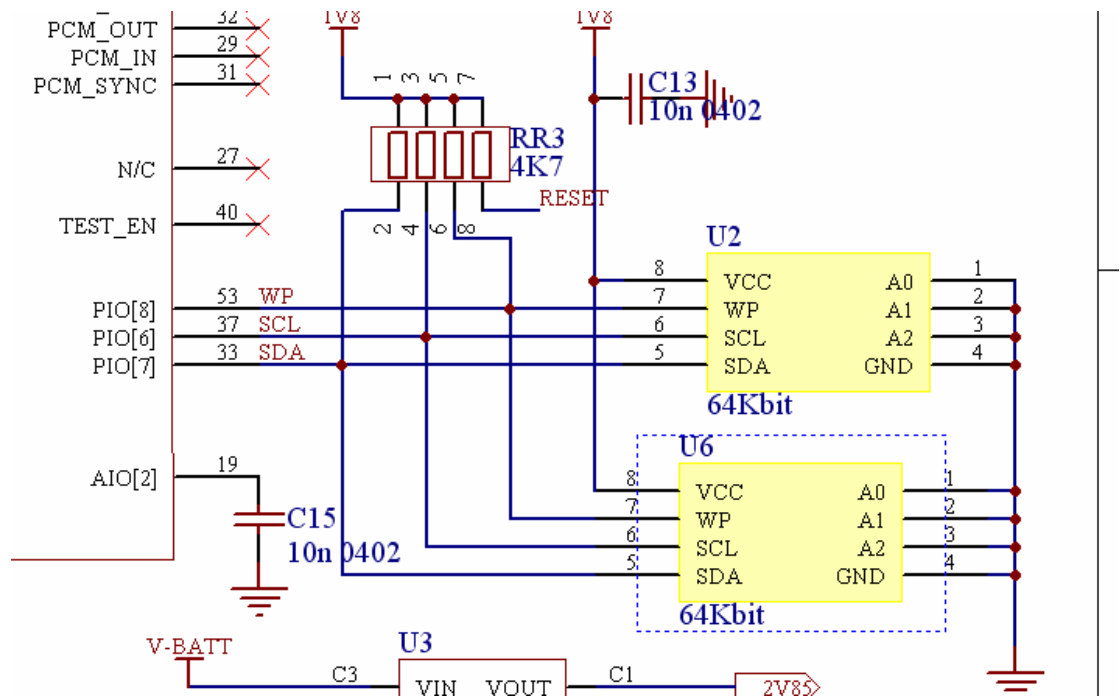 PCM_OUT 32
PCM_IN 29
PCM_SYNC 31
N/C 27
TEST_EN 40
PIO[8] 53 WP
PIO[6] 37 SCL
PIO[7] 33 SDA
AIO[2] 19
C15
10n 0402
1V8
1 3 5 7
RR3
4K7
RESET
2 4 6 8
1V8
C13
10n 0402
U2
8 VCC A0 1
7 WP A1 2
6 SCL A2 3
5 SDA GND 4
64Kbit
U6
8 VCC A0 1
7 WP A1 2
6 SCL A2 3
5 SDA GND 4
64Kbit
V-BATT
U3
C3 VIN VOUT C1 2V85